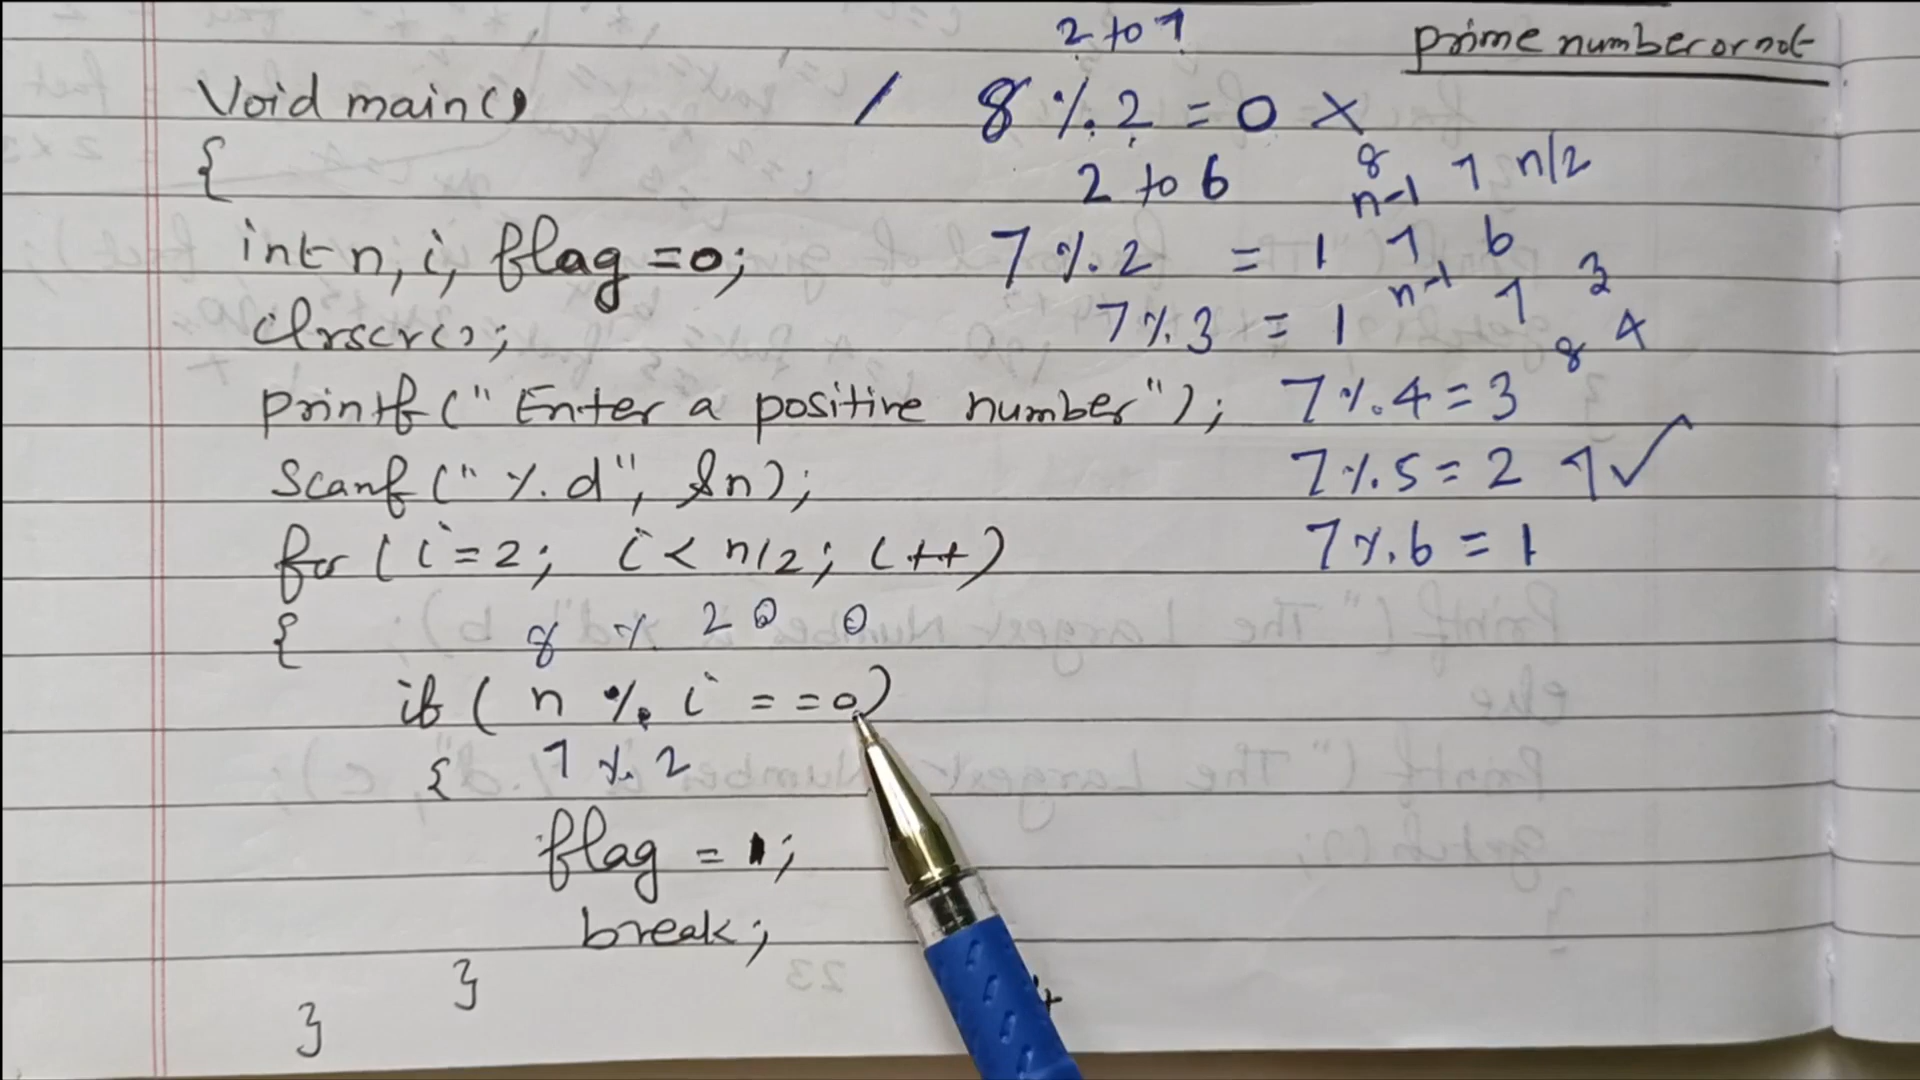 2 to 7
prime number or not
Void main()
/ 8 % 2 = 0 ×
{
2 to 6
8
n-1 7 n/2
int n, i, flag = 0;
7 % 2 = 1 7 6
n-1 7 3
clrscr();
7 % 3 = 1
8 4
printf(" Enter a positive number");
7 % 4 = 3
scanf(" % d", &n);
7 % 5 = 2 7 ✓
for ( i = 2; i < n/2; i ++)
7 % 6 = 1
{
8 % 2 0 0
if ( n % i = = 0)
{
7 % 2
flag = 1;
break;
}
}